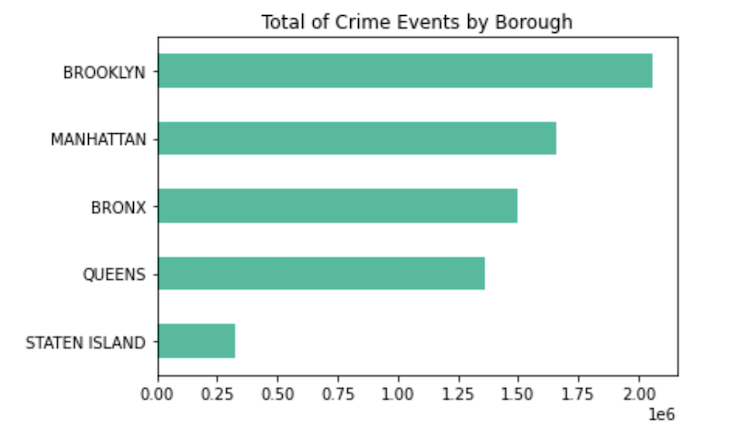 Total of Crime Events by Borough
BROOKLYN
MANHATTAN
BRONX
QUEENS
STATEN ISLAND
0.00 0.25 0.50 0.75 1.00 1.25 1.50 1.75 2.00
1e6